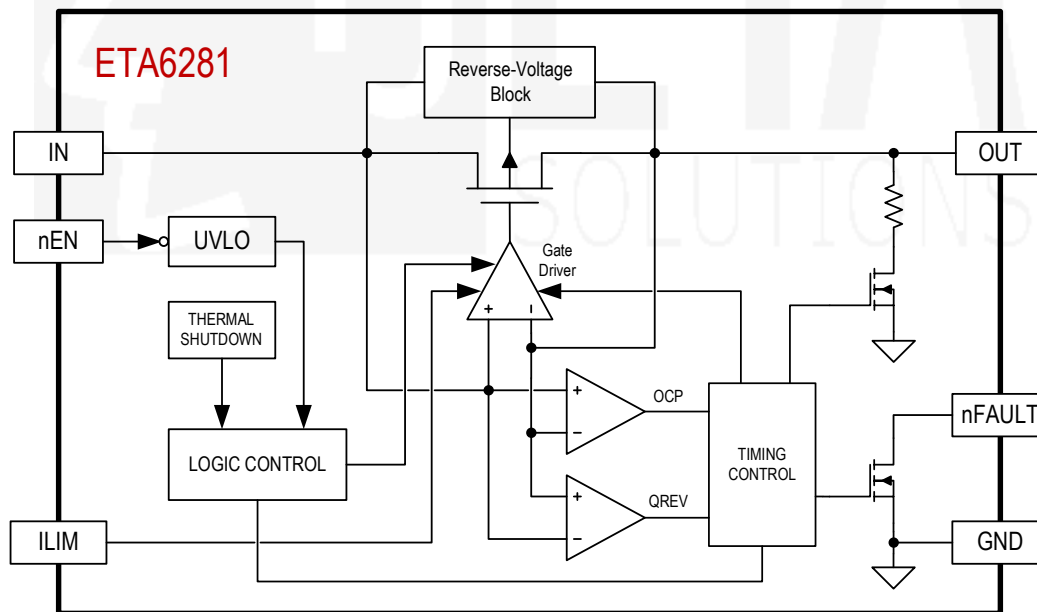 ETA6281
Reverse-Voltage
Block
IN
OUT
SOLUTIONS
nEN
UVLO
Gate
Driver
+
−
THERMAL
SHUTDOWN
+
−
OCP
nFAULT
LOGIC CONTROL
TIMING
CONTROL
+
−
QREV
ILIM
GND